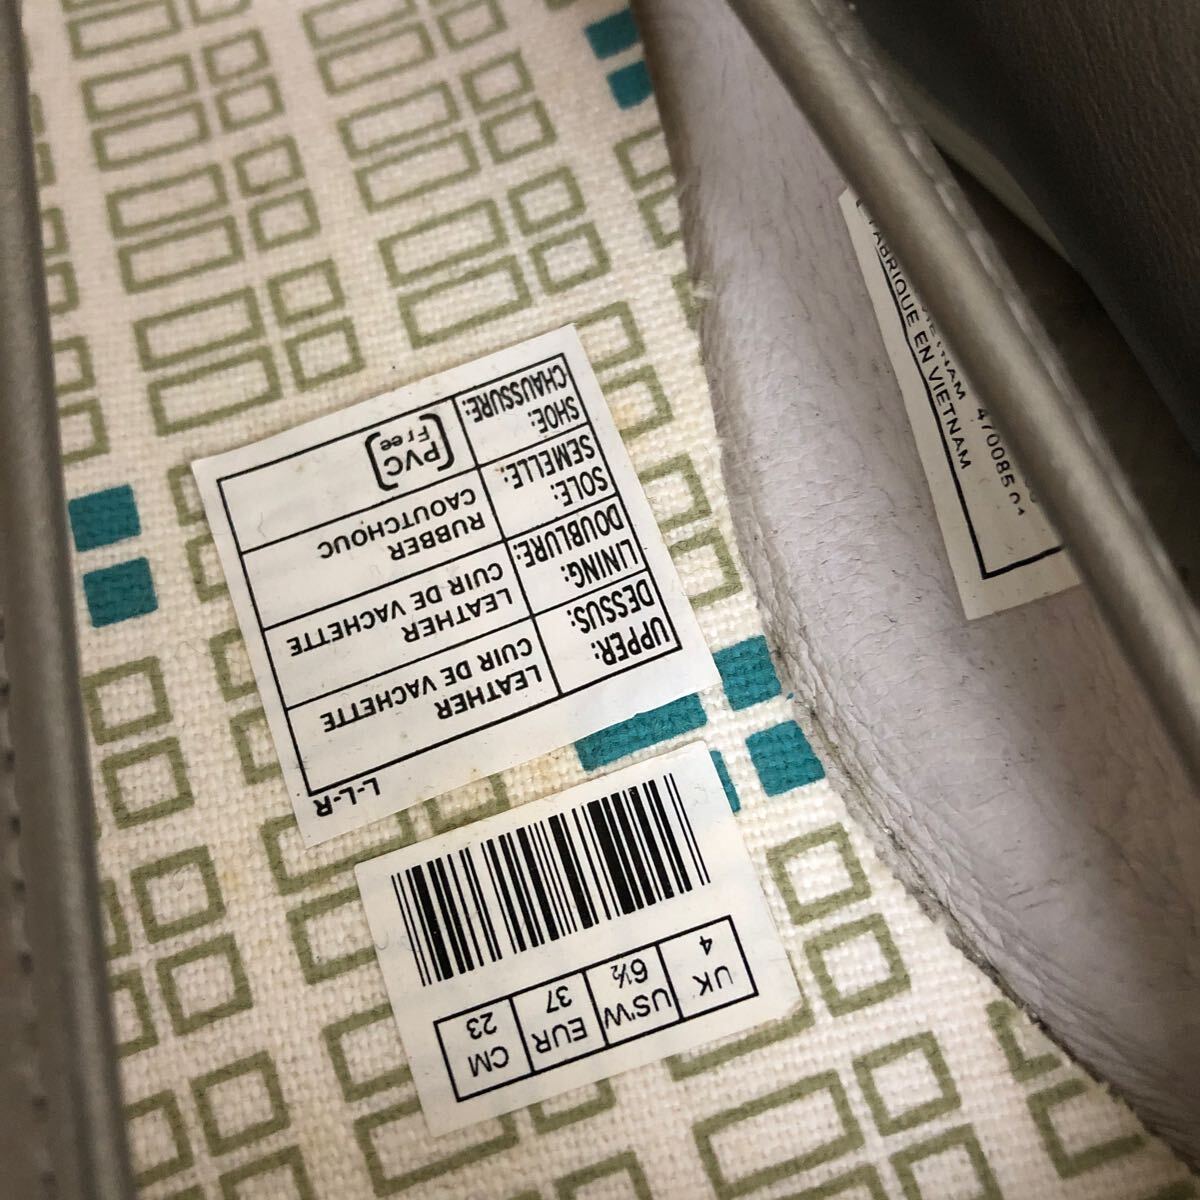 UK
US'W
EUR
CM
4
6½
37
23
L-L-R
UPPER:
DESSUS:
LEATHER
CUIR DE VACHETTE
LINING:
DOUBLURE:
LEATHER
CUIR DE VACHETTE
SOLE:
SEMELLE:
RUBBER
CAOUTCHOUC
SHOE:
CHAUSSURE:
PVC
Free
FABRIQUE EN VIETNAM